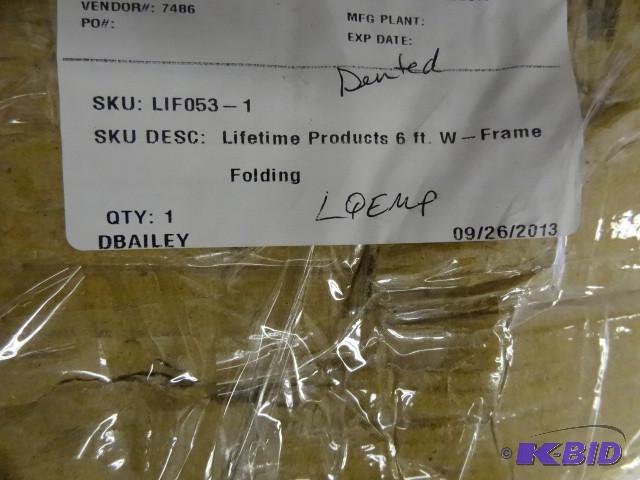 VENDOR#: 7486
PO#:
MFG PLANT:
EXP DATE:
Dented
SKU: LIF053-1
SKU DESC: Lifetime Products 6 ft. W-Frame
Folding
LQEMP
QTY: 1
DBAILEY
09/26/2013
© K-BID